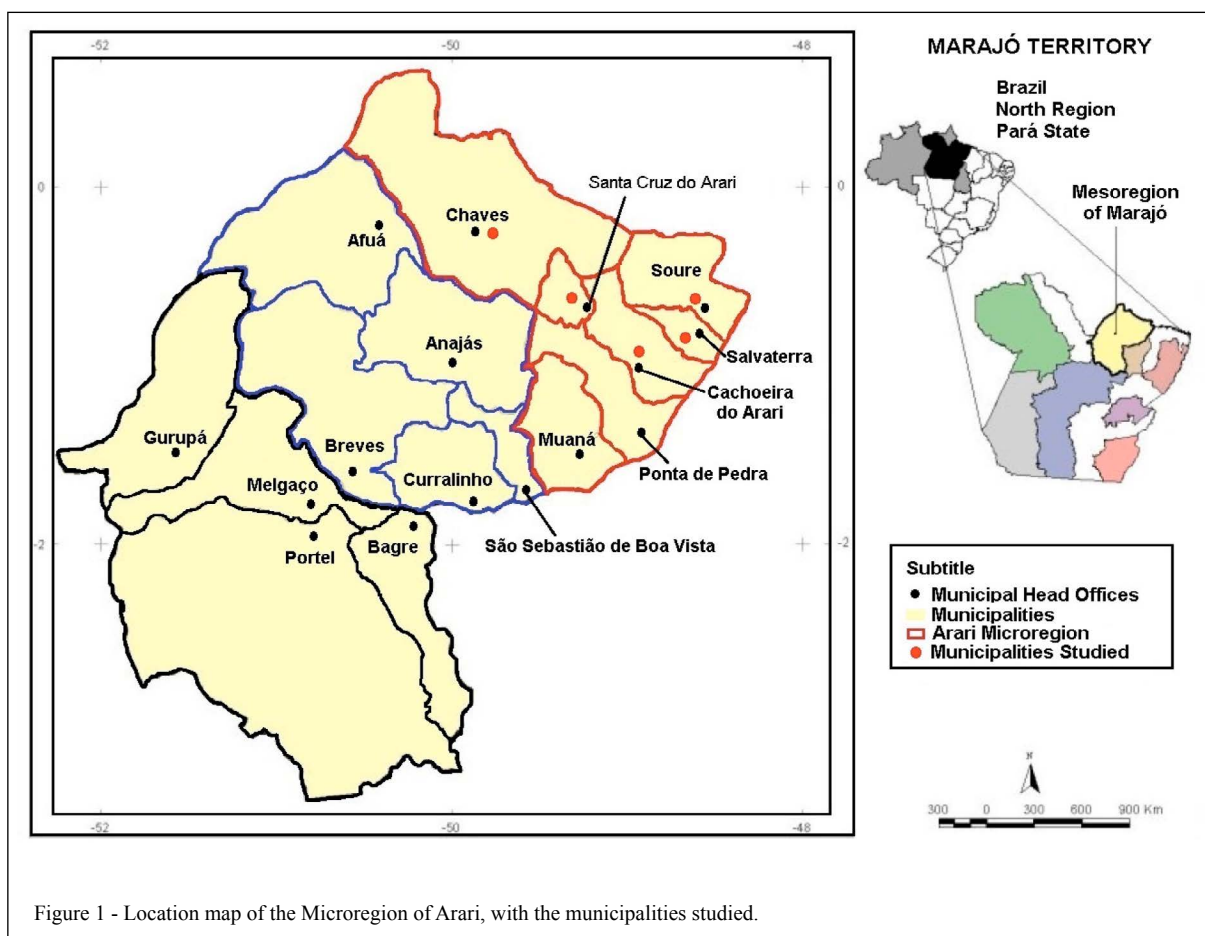 -52
-50
-48
0
0
-2
-2
-52
-50
-48
Afuá
Chaves
Santa Cruz do Arari
Soure
Salvaterra
Anajás
Cachoeira
do Arari
Gurupá
Breves
Muaná
Ponta de Pedra
Melgaço
Curralinho
São Sebastião de Boa Vista
Portel
Bagre
MARAJÓ TERRITORY
Brazil
North Region
Pará State
Mesoregion
of Marajó
Subtitle
Municipal Head Offices
Municipalities
Arari Microregion
Municipalities Studied
N
300 0 300 600 900 Km
Figure 1 - Location map of the Microregion of Arari, with the municipalities studied.